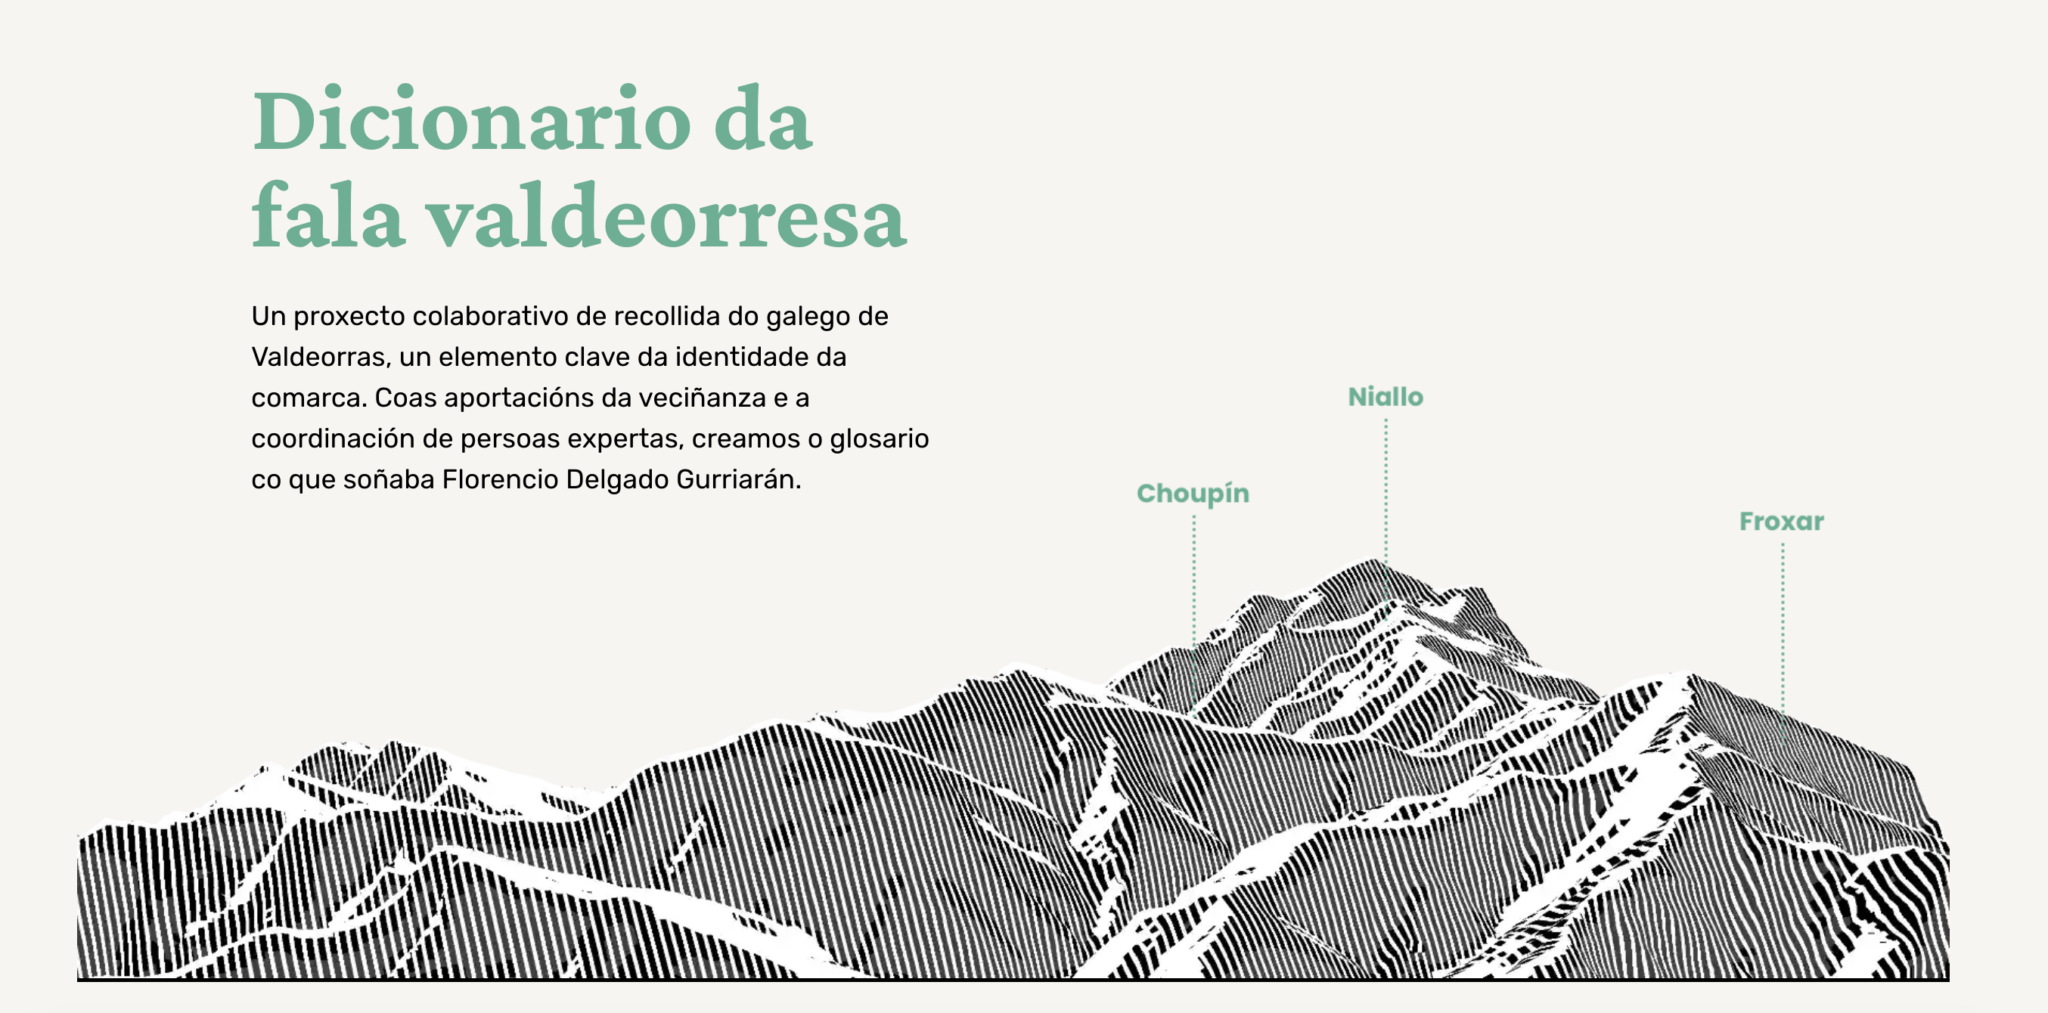 Dicionario da
fala valdeorresa
Un proxecto colaborativo de recollida do galego de
Valdeorras, un elemento clave da identidade da
comarca. Coas aportacións da veciñanza e a
coordinación de persoas expertas, creamos o glosario
co que soñaba Florencio Delgado Gurriarán.
Niallo
Choupín
Froxar